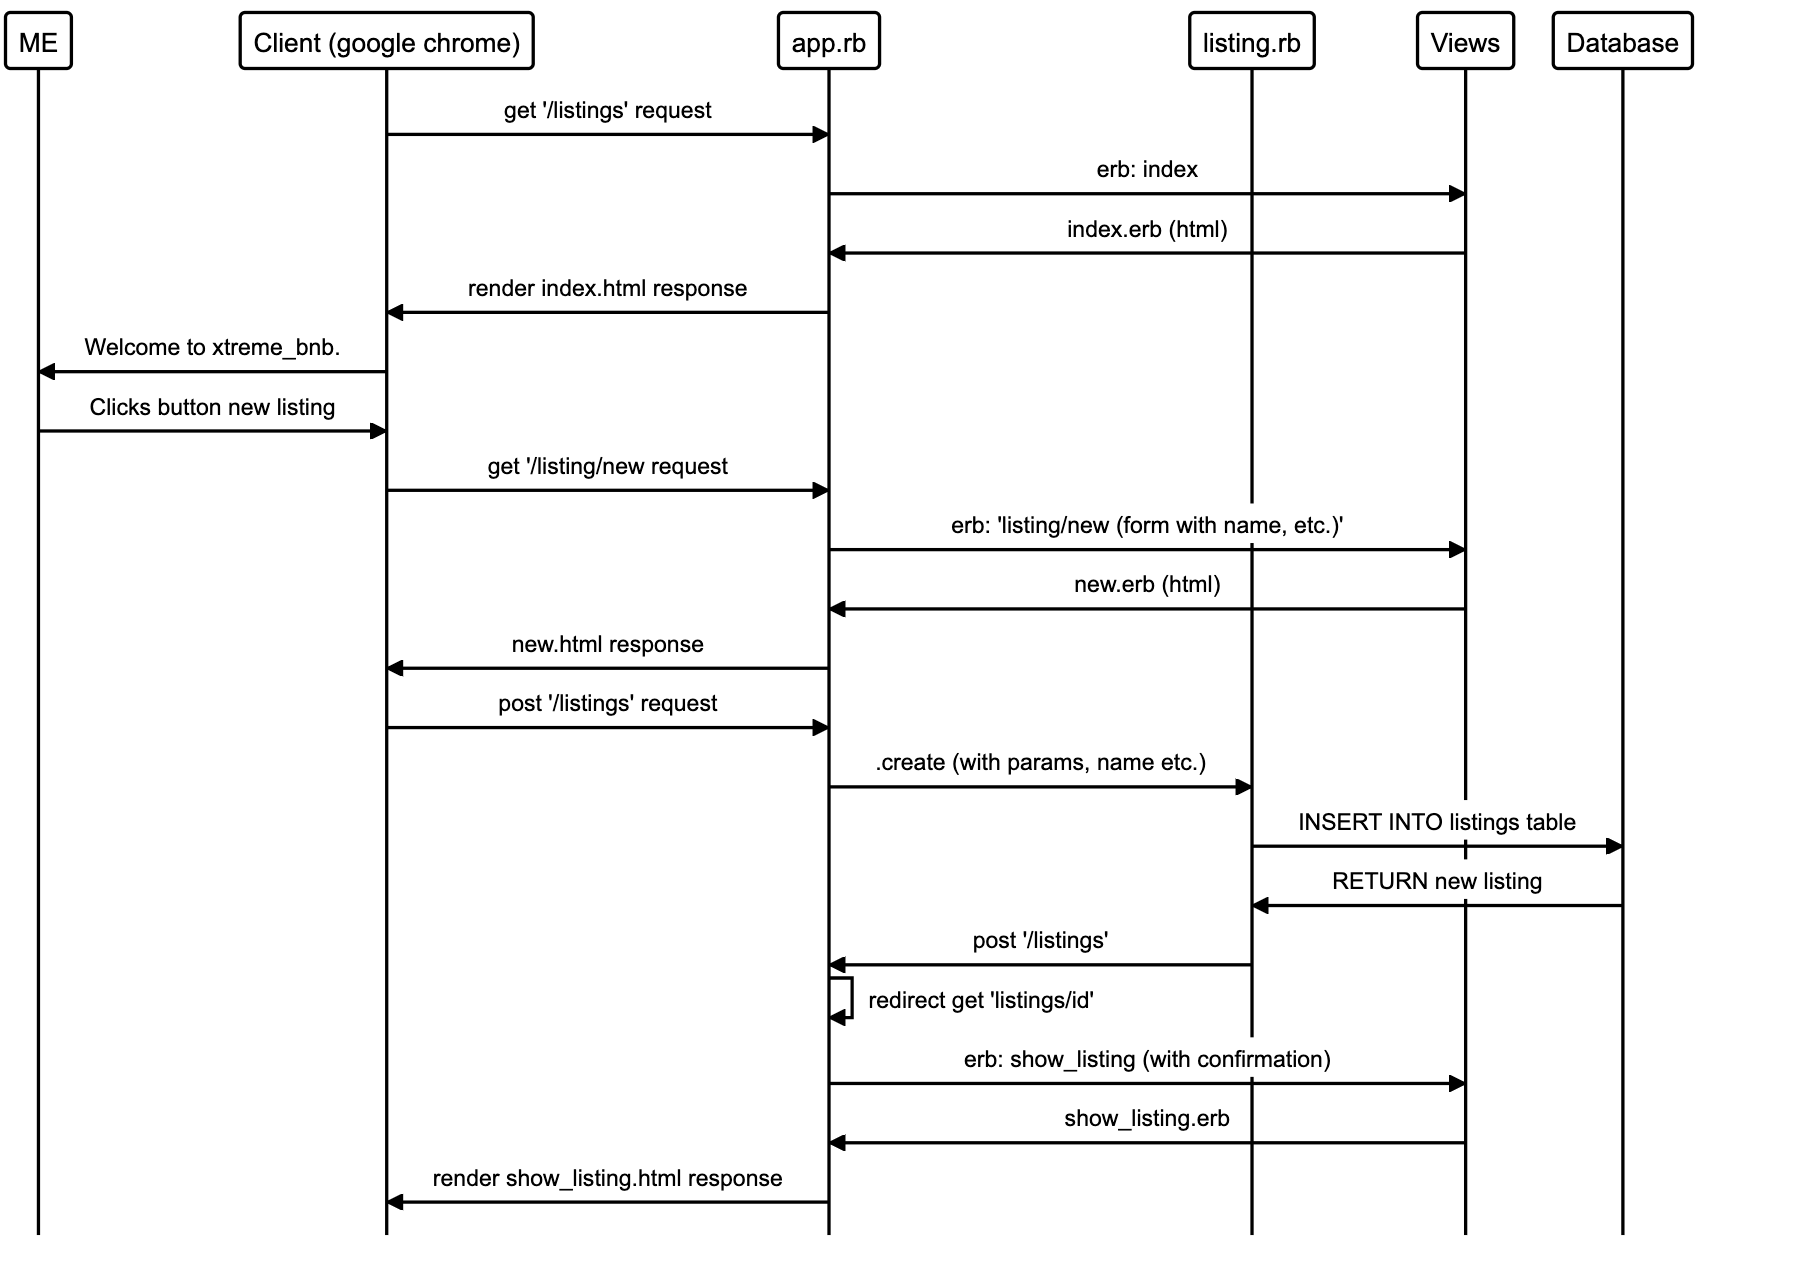 ME
Client (google chrome)
app.rb
listing.rb
Views
Database
get '/listings' request
erb: index
index.erb (html)
render index.html response
Welcome to xtreme_bnb.
Clicks button new listing
get '/listing/new request
erb: 'listing/new (form with name, etc.)'
new.erb (html)
new.html response
post '/listings' request
.create (with params, name etc.)
INSERT INTO listings table
RETURN new listing
post '/listings'
redirect get 'listings/id'
erb: show_listing (with confirmation)
show_listing.erb
render show_listing.html response